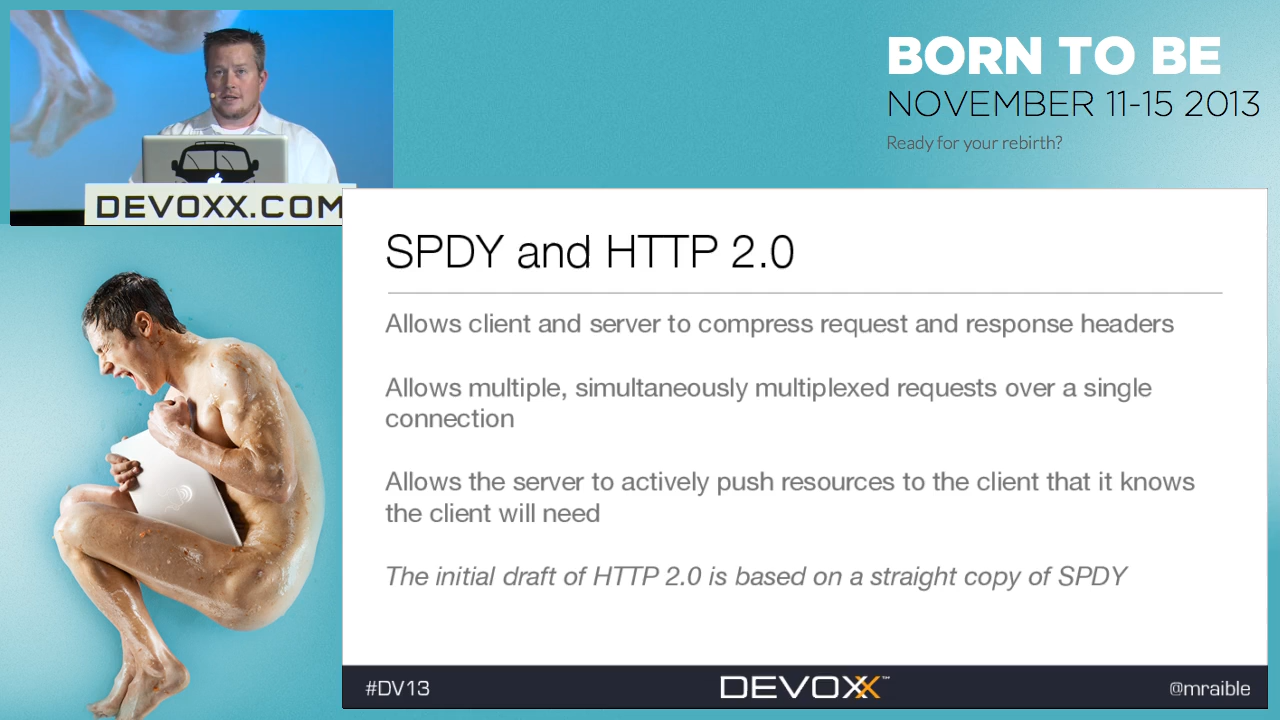 BORN TO BE
NOVEMBER 11-15 2013
Ready for your rebirth?
DEVOXX.COM
SPDY and HTTP 2.0
Allows client and server to compress request and response headers
Allows multiple, simultaneously multiplexed requests over a single
connection
Allows the server to actively push resources to the client that it knows
the client will need
The initial draft of HTTP 2.0 is based on a straight copy of SPDY
#DV13
DEVOXX™
@mraible